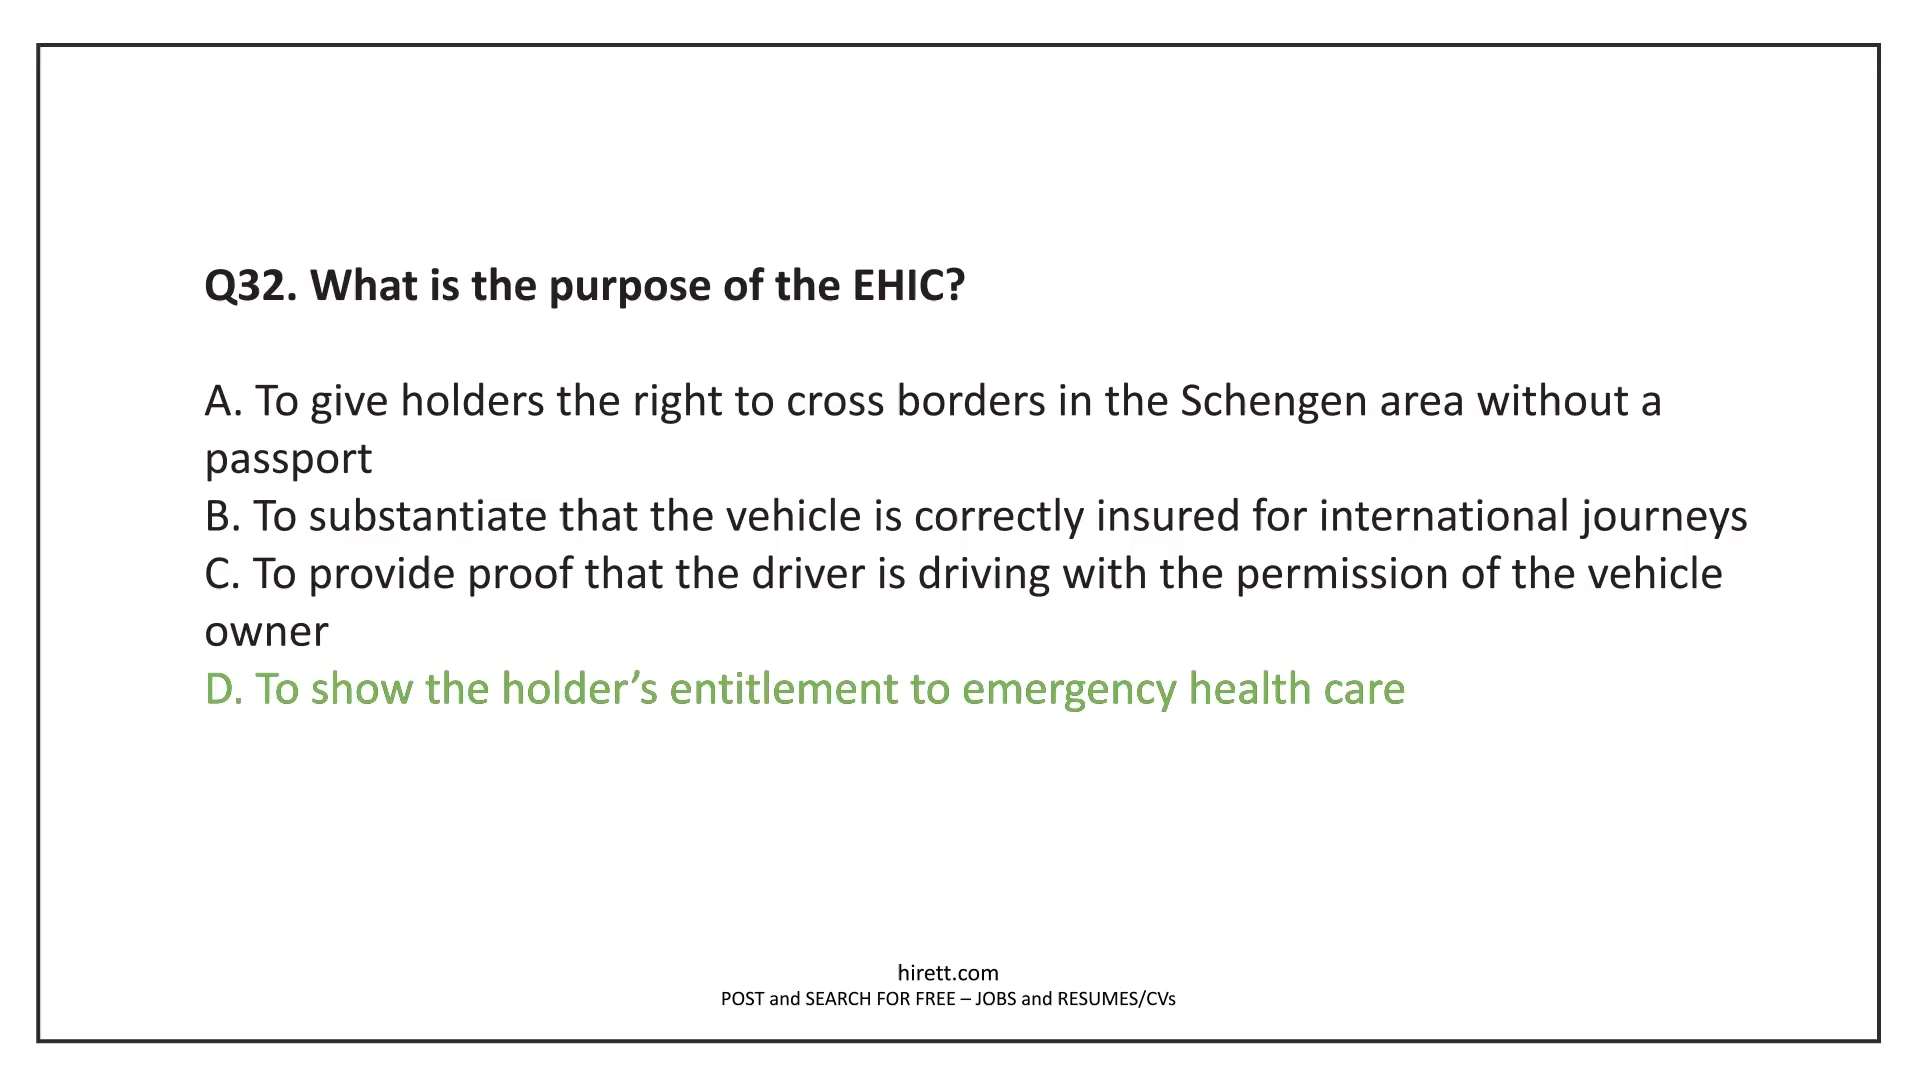 Q32. What is the purpose of the EHIC?
A. To give holders the right to cross borders in the Schengen area without a
passport
B. To substantiate that the vehicle is correctly insured for international journeys
C. To provide proof that the driver is driving with the permission of the vehicle
owner
D. To show the holder’s entitlement to emergency health care
hirett.com
POST and SEARCH FOR FREE – JOBS and RESUMES/CVs